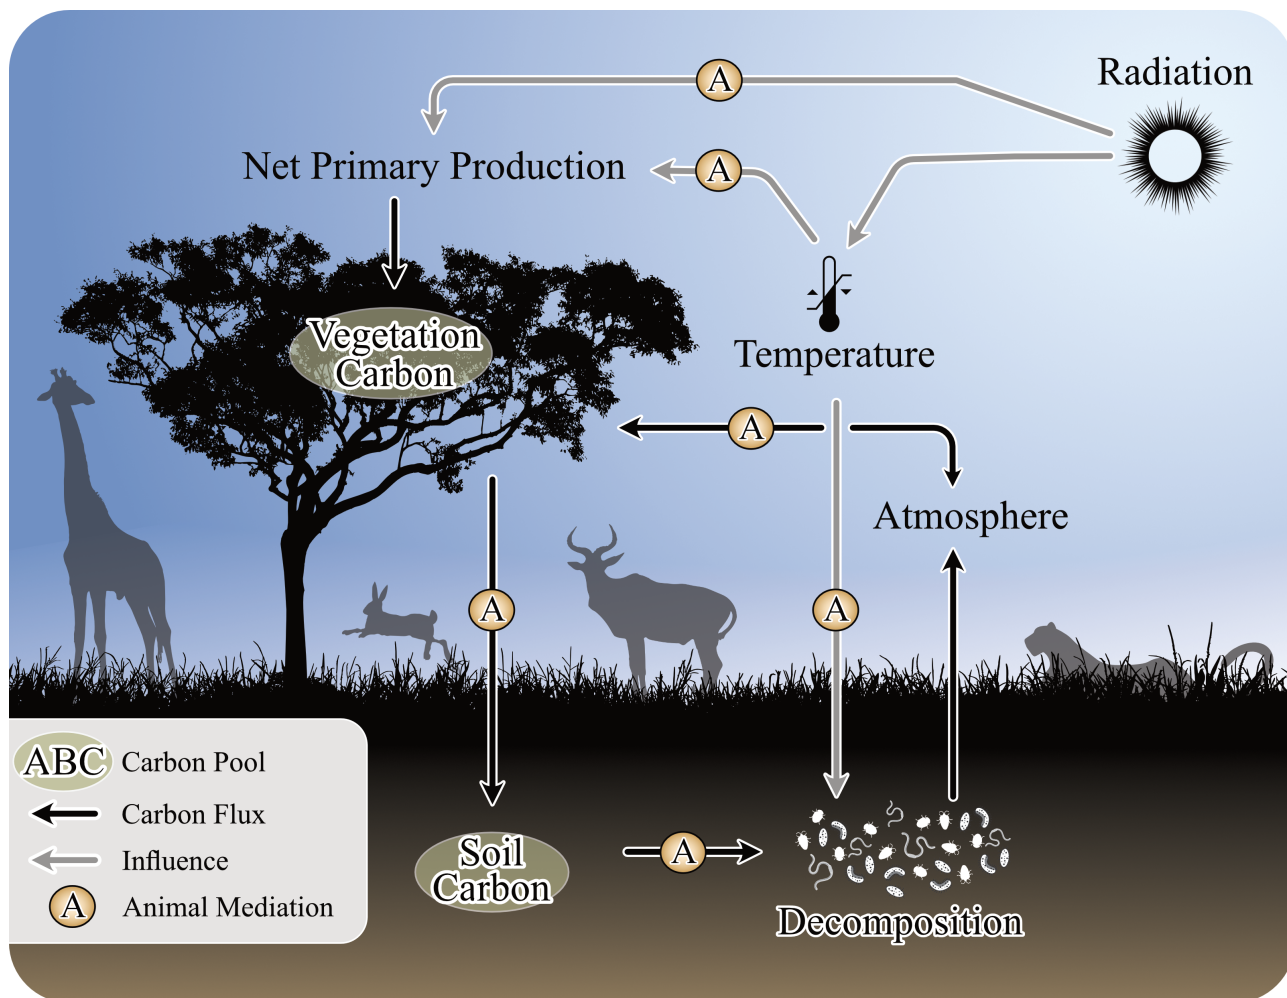 Radiation
A
Net Primary Production
A
Vegetation
Carbon
Temperature
A
Atmosphere
A
A
ABC
Carbon Pool
Carbon Flux
Influence
A
Animal Mediation
Soil
Carbon
A
Decomposition